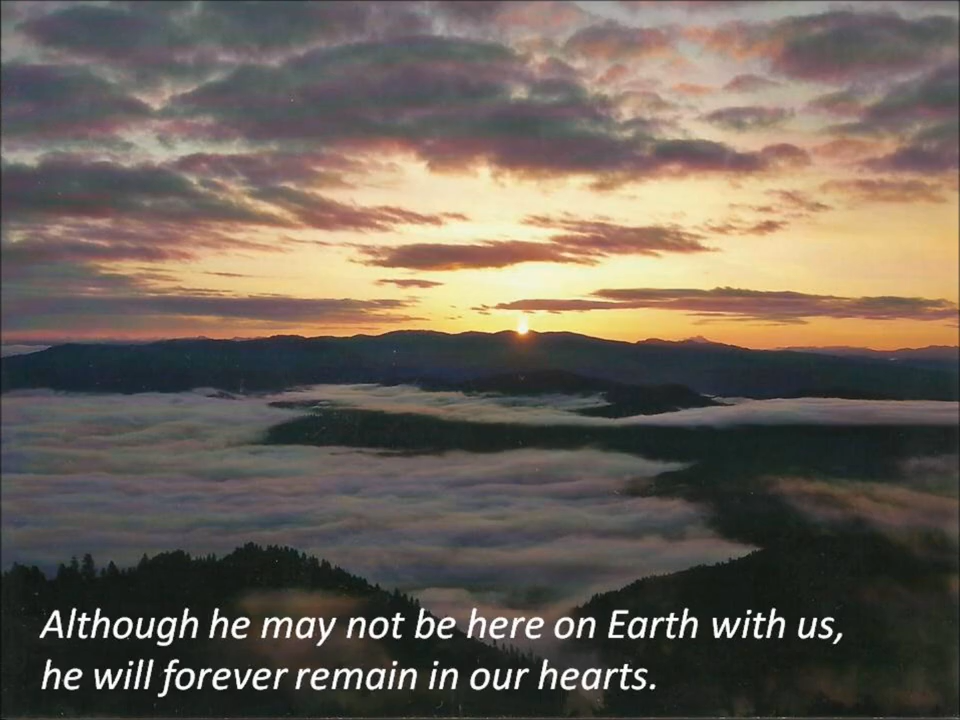 Although he may not be here on Earth with us,
he will forever remain in our hearts.